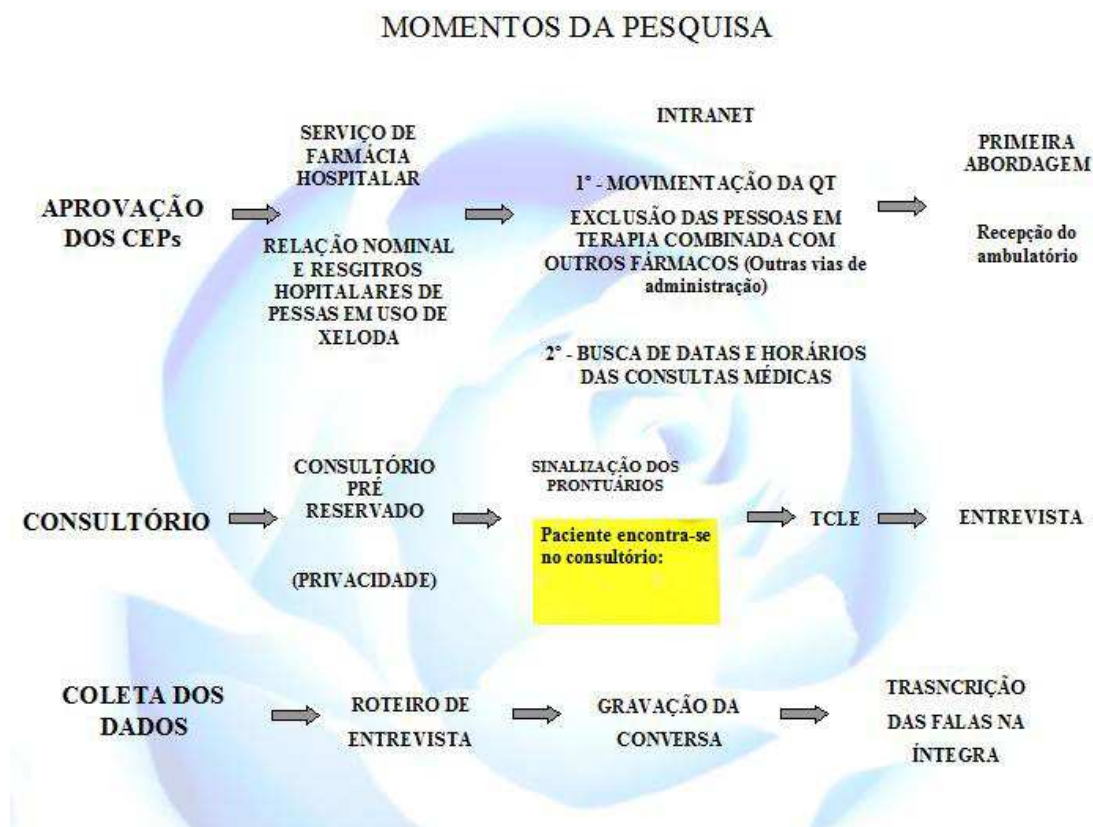 MOMENTOS DA PESQUISA
APROVAÇÃO
DOS CEPs
SERVIÇO DE
FARMÁCIA
HOSPITALAR
RELAÇÃO NOMINAL
E RESGITROS
HOPITALARES DE
PESSAS EM USO DE
XELODA
INTRANET
1º - MOVIMENTAÇÃO DA QT
EXCLUSÃO DAS PESSOAS EM
TERAPIA COMBINADA COM
OUTROS FÁRMACOS (Outras vias de
administração)
2º - BUSCA DE DATAS E HORÁRIOS
DAS CONSULTAS MÉDICAS
PRIMEIRA
ABORDAGEM
Recepção do
ambulatório
CONSULTÓRIO
CONSULTÓRIO
PRÉ
RESERVADO
(PRIVACIDADE)
SINALIZAÇÃO DOS
PRONTUÁRIOS
Paciente encontra-se
no consultório:
TCLE
ENTREVISTA
COLETA DOS
DADOS
ROTEIRO DE
ENTREVISTA
GRAVAÇÃO DA
CONVERSA
TRASNCRIÇÃO
DAS FALAS NA
ÍNTEGRA